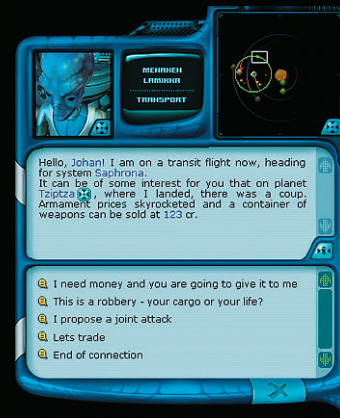 MENAKEN
LAMIKKA
TRANSPORT
Hello, Johan! I am on a transit flight now, heading
for system Saphrona.
It can be of some interest for you that on planet
Tziptza , where I landed, there was a coup.
Armament prices skyrocketed and a container of
weapons can be sold at 123 cr.
I need money and you are going to give it to me
This is a robbery - your cargo or your life?
I propose a joint attack
Lets trade
End of connection